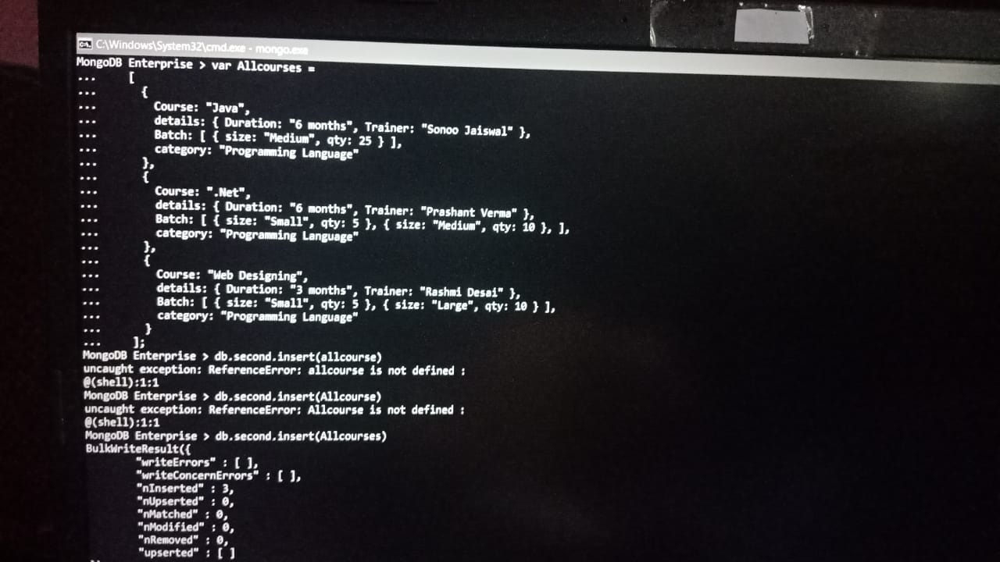 C:\Windows\System32\cmd.exe - mongo.exe
MongoDB Enterprise > var Allcourses =
...     [
...       {
...         Course: "Java",
...         details: { Duration: "6 months", Trainer: "Sonoo Jaiswal" },
...         Batch: [ { size: "Medium", qty: 25 } ],
...         category: "Programming Language"
...       },
...       {
...         Course: ".Net",
...         details: { Duration: "6 months", Trainer: "Prashant Verma" },
...         Batch: [ { size: "Small", qty: 5 }, { size: "Medium", qty: 10 }, ],
...         category: "Programming Language"
...       },
...       {
...         Course: "Web Designing",
...         details: { Duration: "3 months", Trainer: "Rashmi Desai" },
...         Batch: [ { size: "Small", qty: 5 }, { size: "Large", qty: 10 } ],
...         category: "Programming Language"
...       }
...     ];
MongoDB Enterprise > db.second.insert(allcourse)
uncaught exception: ReferenceError: allcourse is not defined :
@(shell):1:1
MongoDB Enterprise > db.second.insert(Allcourse)
uncaught exception: ReferenceError: Allcourse is not defined :
@(shell):1:1
MongoDB Enterprise > db.second.insert(Allcourses)
BulkWriteResult({
        "writeErrors" : [ ],
        "writeConcernErrors" : [ ],
        "nInserted" : 3,
        "nUpserted" : 0,
        "nMatched" : 0,
        "nModified" : 0,
        "nRemoved" : 0,
        "upserted" : [ ]